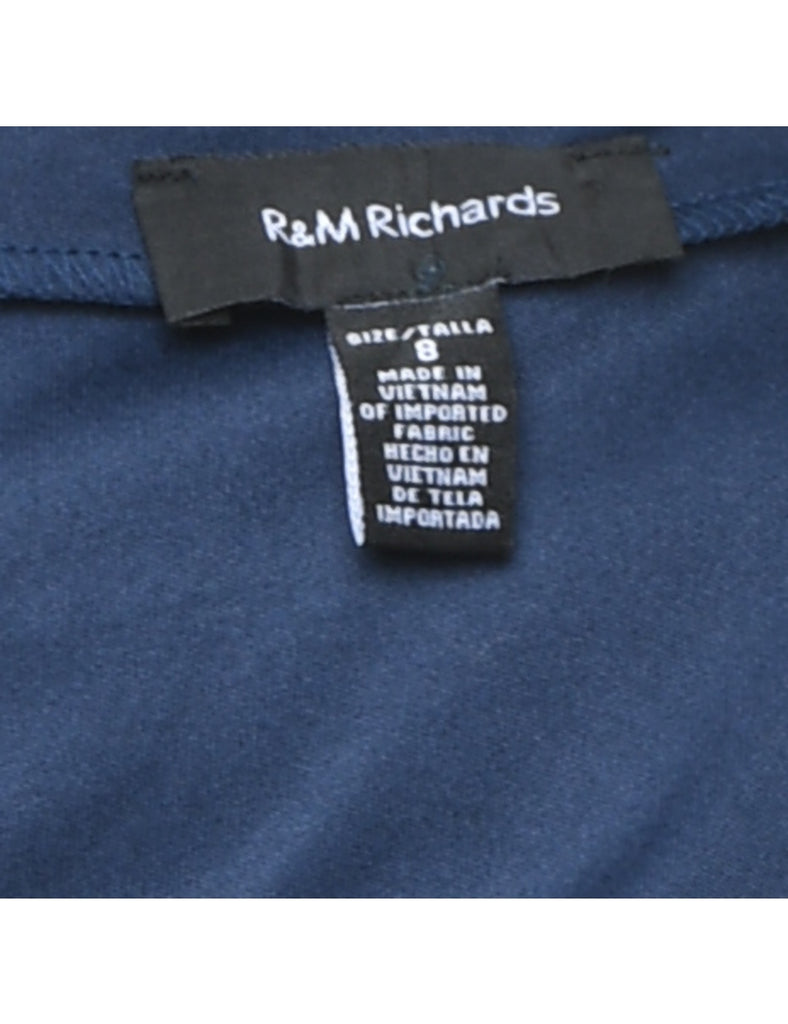 R&M Richards
SIZE/TALLA
8
MADE IN
VIETNAM
OF IMPORTED
FABRIC
HECHO EN
VIETNAM
DE TELA
IMPORTADA